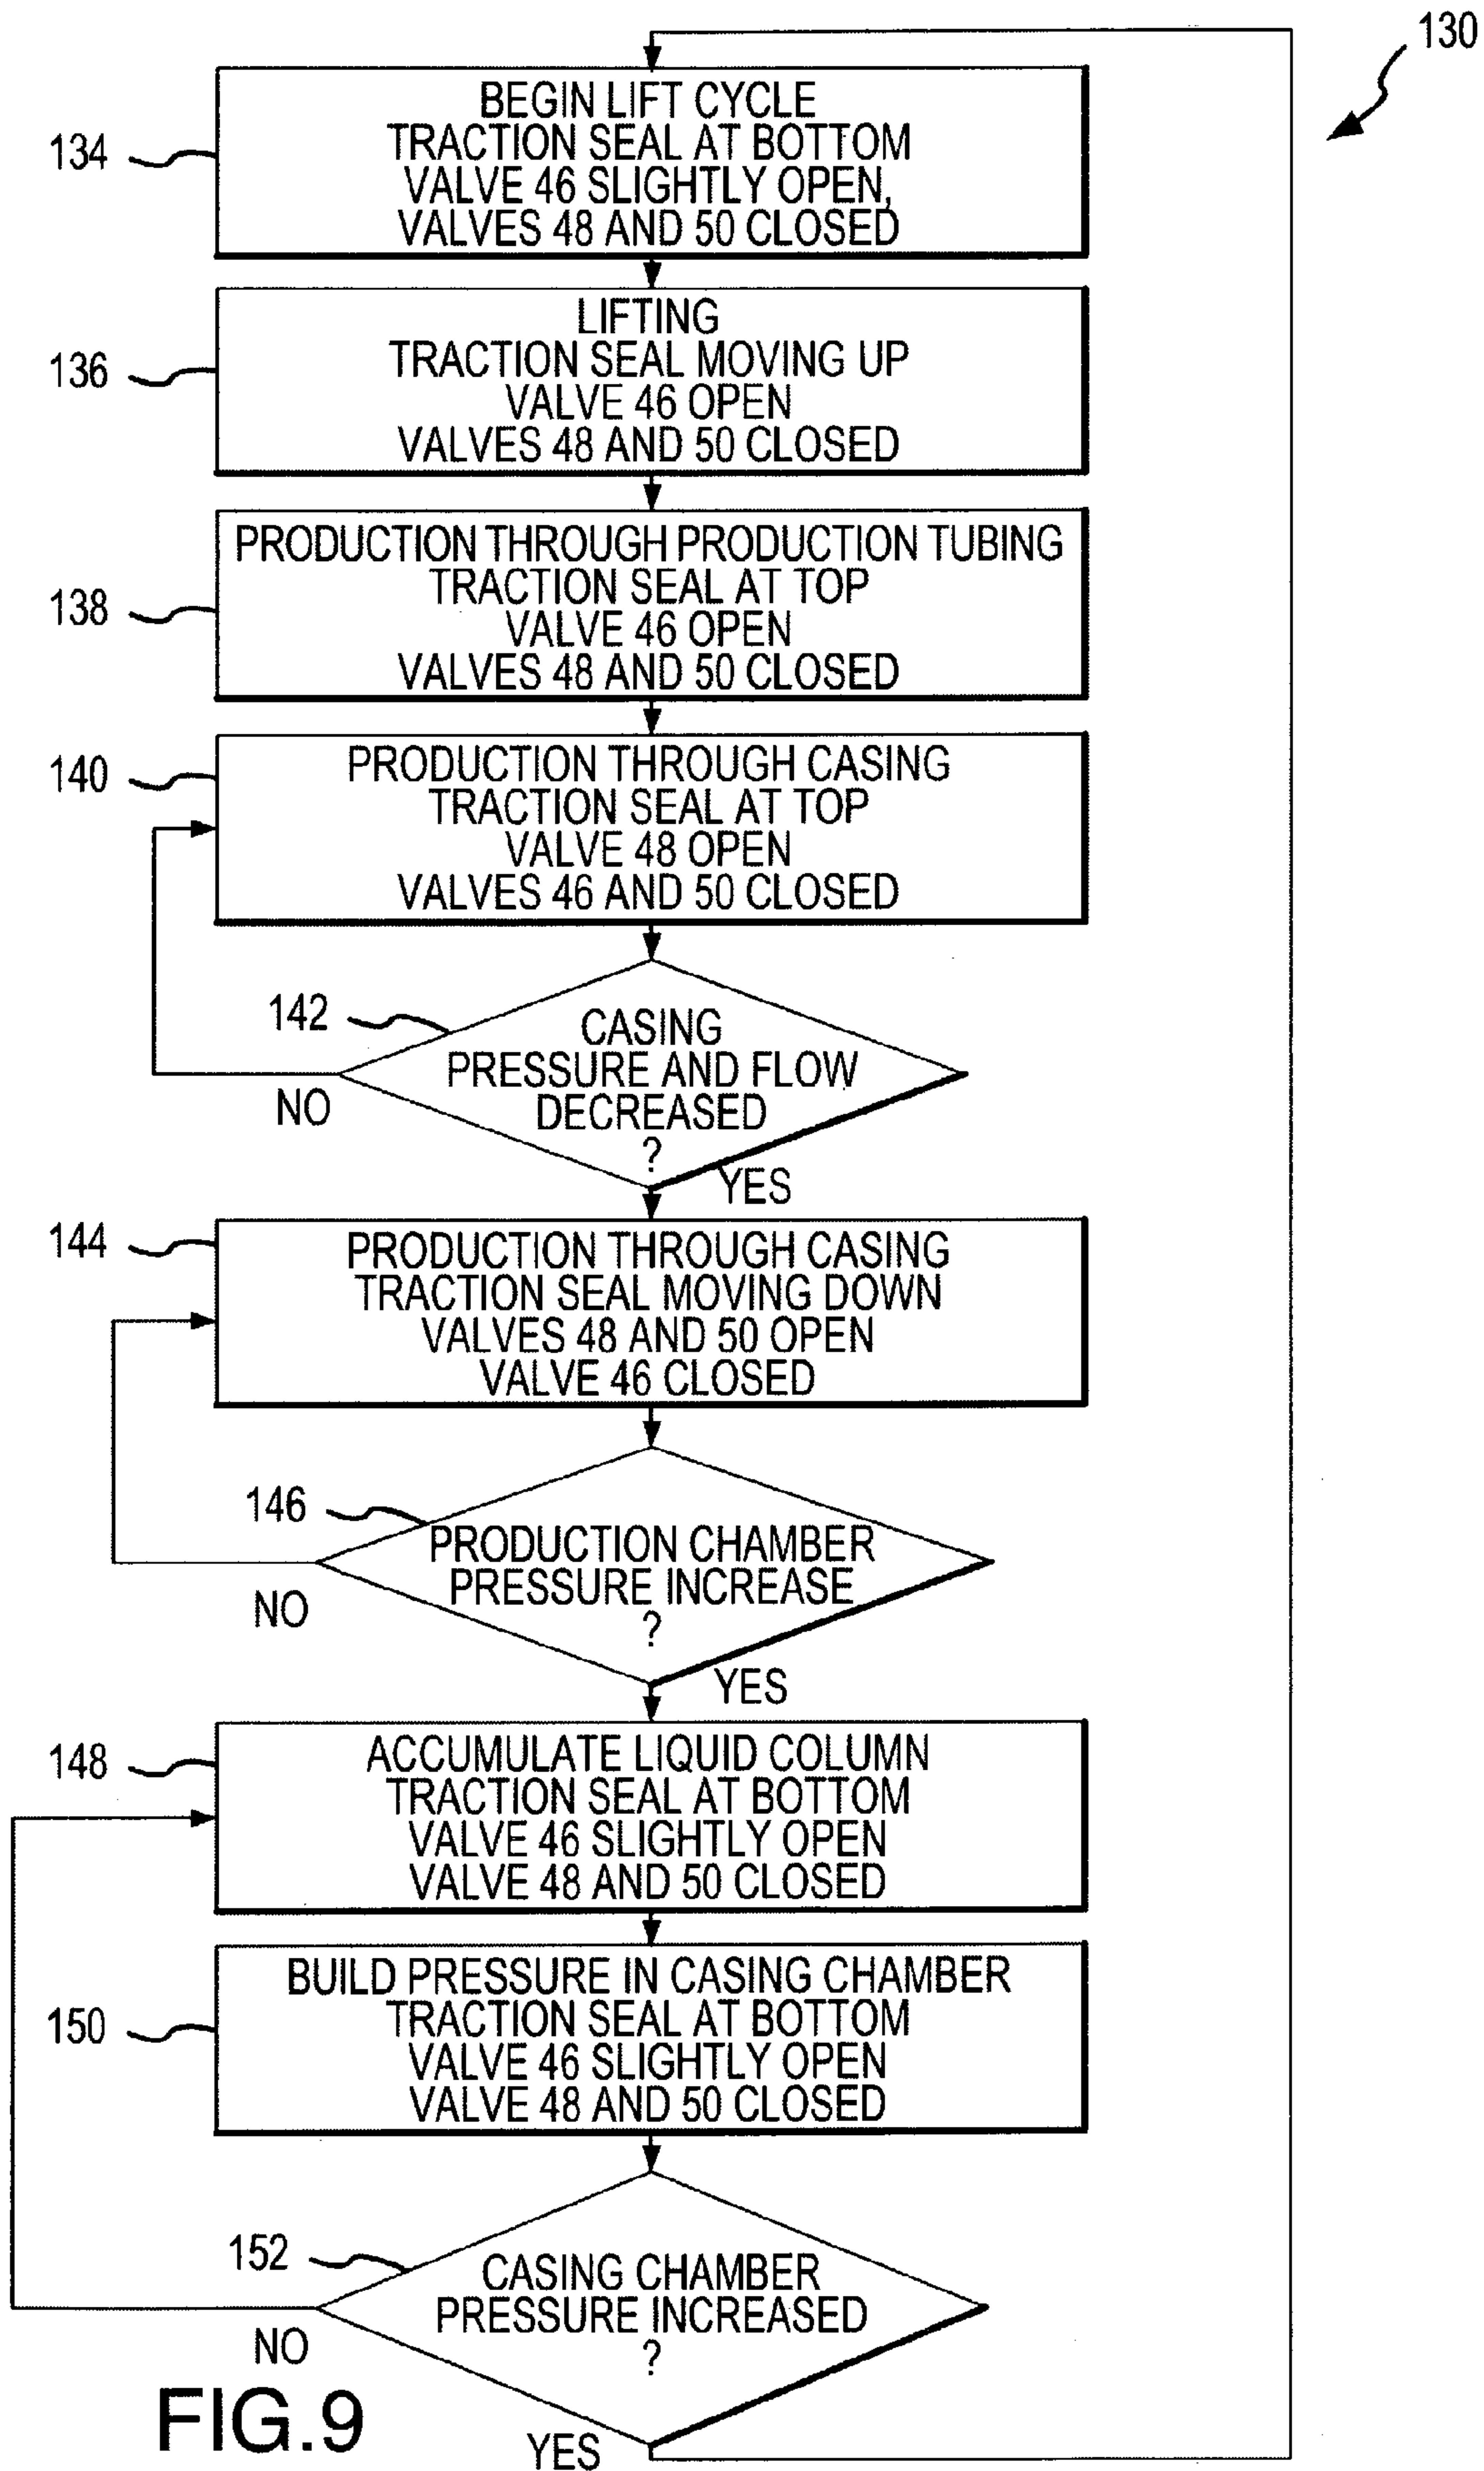 130
134
BEGIN LIFT CYCLE
TRACTION SEAL AT BOTTOM
VALVE 46 SLIGHTLY OPEN,
VALVES 48 AND 50 CLOSED
136
LIFTING
TRACTION SEAL MOVING UP
VALVE 46 OPEN
VALVES 48 AND 50 CLOSED
138
PRODUCTION THROUGH PRODUCTION TUBING
TRACTION SEAL AT TOP
VALVE 46 OPEN
VALVES 48 AND 50 CLOSED
140
PRODUCTION THROUGH CASING
TRACTION SEAL AT TOP
VALVE 48 OPEN
VALVES 46 AND 50 CLOSED
142
CASING
PRESSURE AND FLOW
DECREASED
?
NO
YES
144
PRODUCTION THROUGH CASING
TRACTION SEAL MOVING DOWN
VALVES 48 AND 50 OPEN
VALVE 46 CLOSED
146
PRODUCTION CHAMBER
PRESSURE INCREASE
?
NO
YES
148
ACCUMULATE LIQUID COLUMN
TRACTION SEAL AT BOTTOM
VALVE 46 SLIGHTLY OPEN
VALVE 48 AND 50 CLOSED
150
BUILD PRESSURE IN CASING CHAMBER
TRACTION SEAL AT BOTTOM
VALVE 46 SLIGHTLY OPEN
VALVE 48 AND 50 CLOSED
152
CASING CHAMBER
PRESSURE INCREASED
?
NO
YES
FIG.9